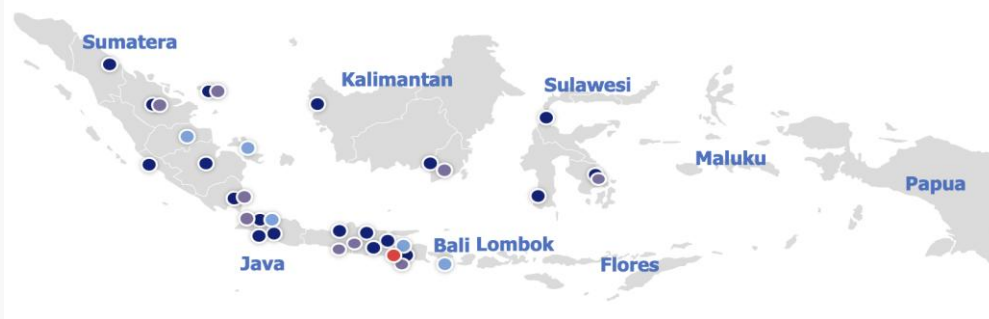 Sumatera
Kalimantan
Sulawesi
Maluku
Papua
Java
Bali
Lombok
Flores